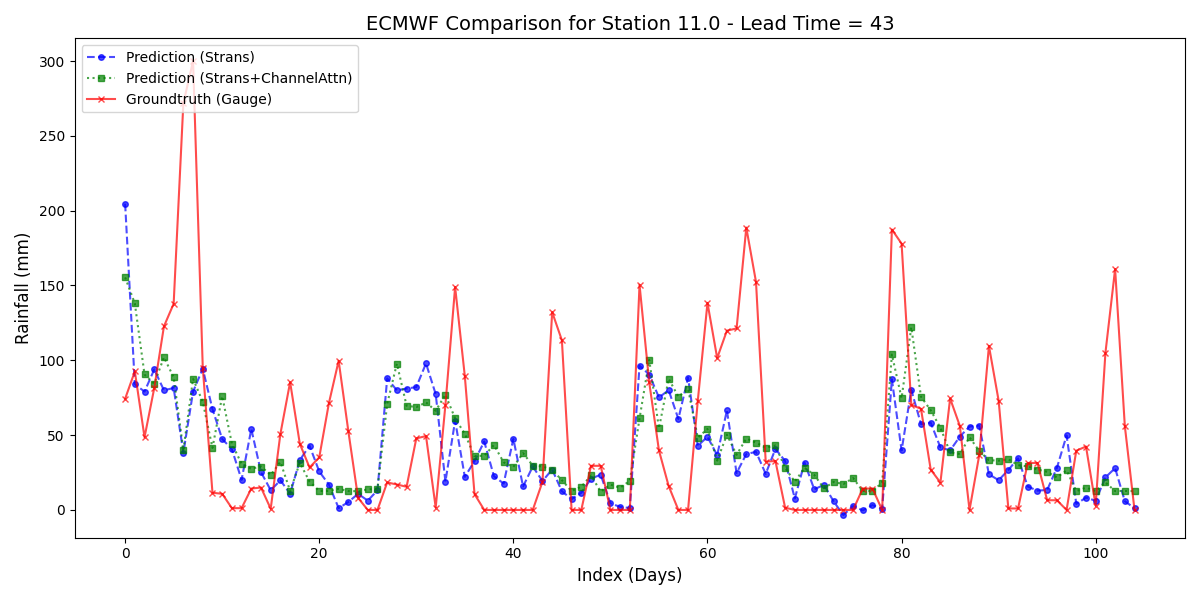 ECMWF Comparison for Station 11.0 - Lead Time = 43
Prediction (Strans)
Prediction (Strans+ChannelAttn)
Groundtruth (Gauge)
Rainfall (mm)
300
250
200
150
100
50
0
0 20 40 60 80 100
Index (Days)